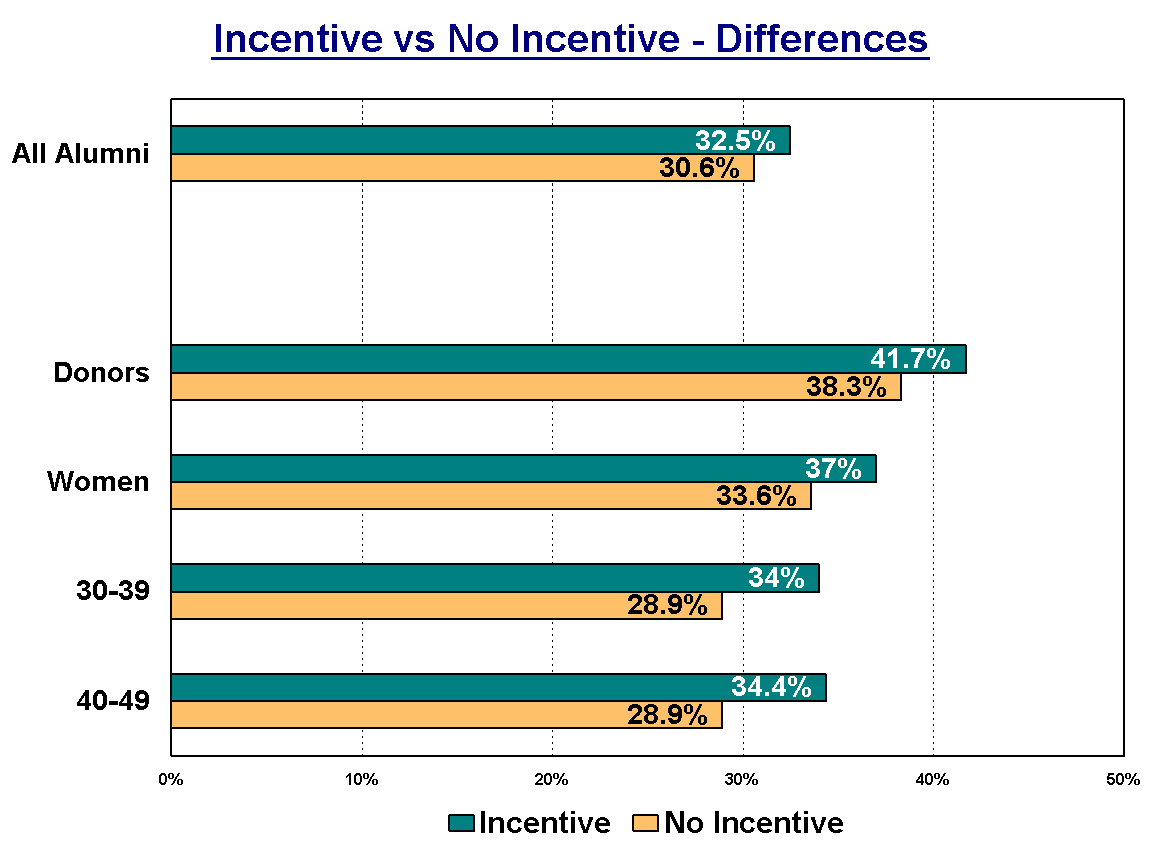 Incentive vs No Incentive - Differences
All Alumni
32.5%
30.6%
Donors
41.7%
38.3%
Women
37%
33.6%
30-39
34%
28.9%
40-49
34.4%
28.9%
0% 10% 20% 30% 40% 50%
Incentive No Incentive